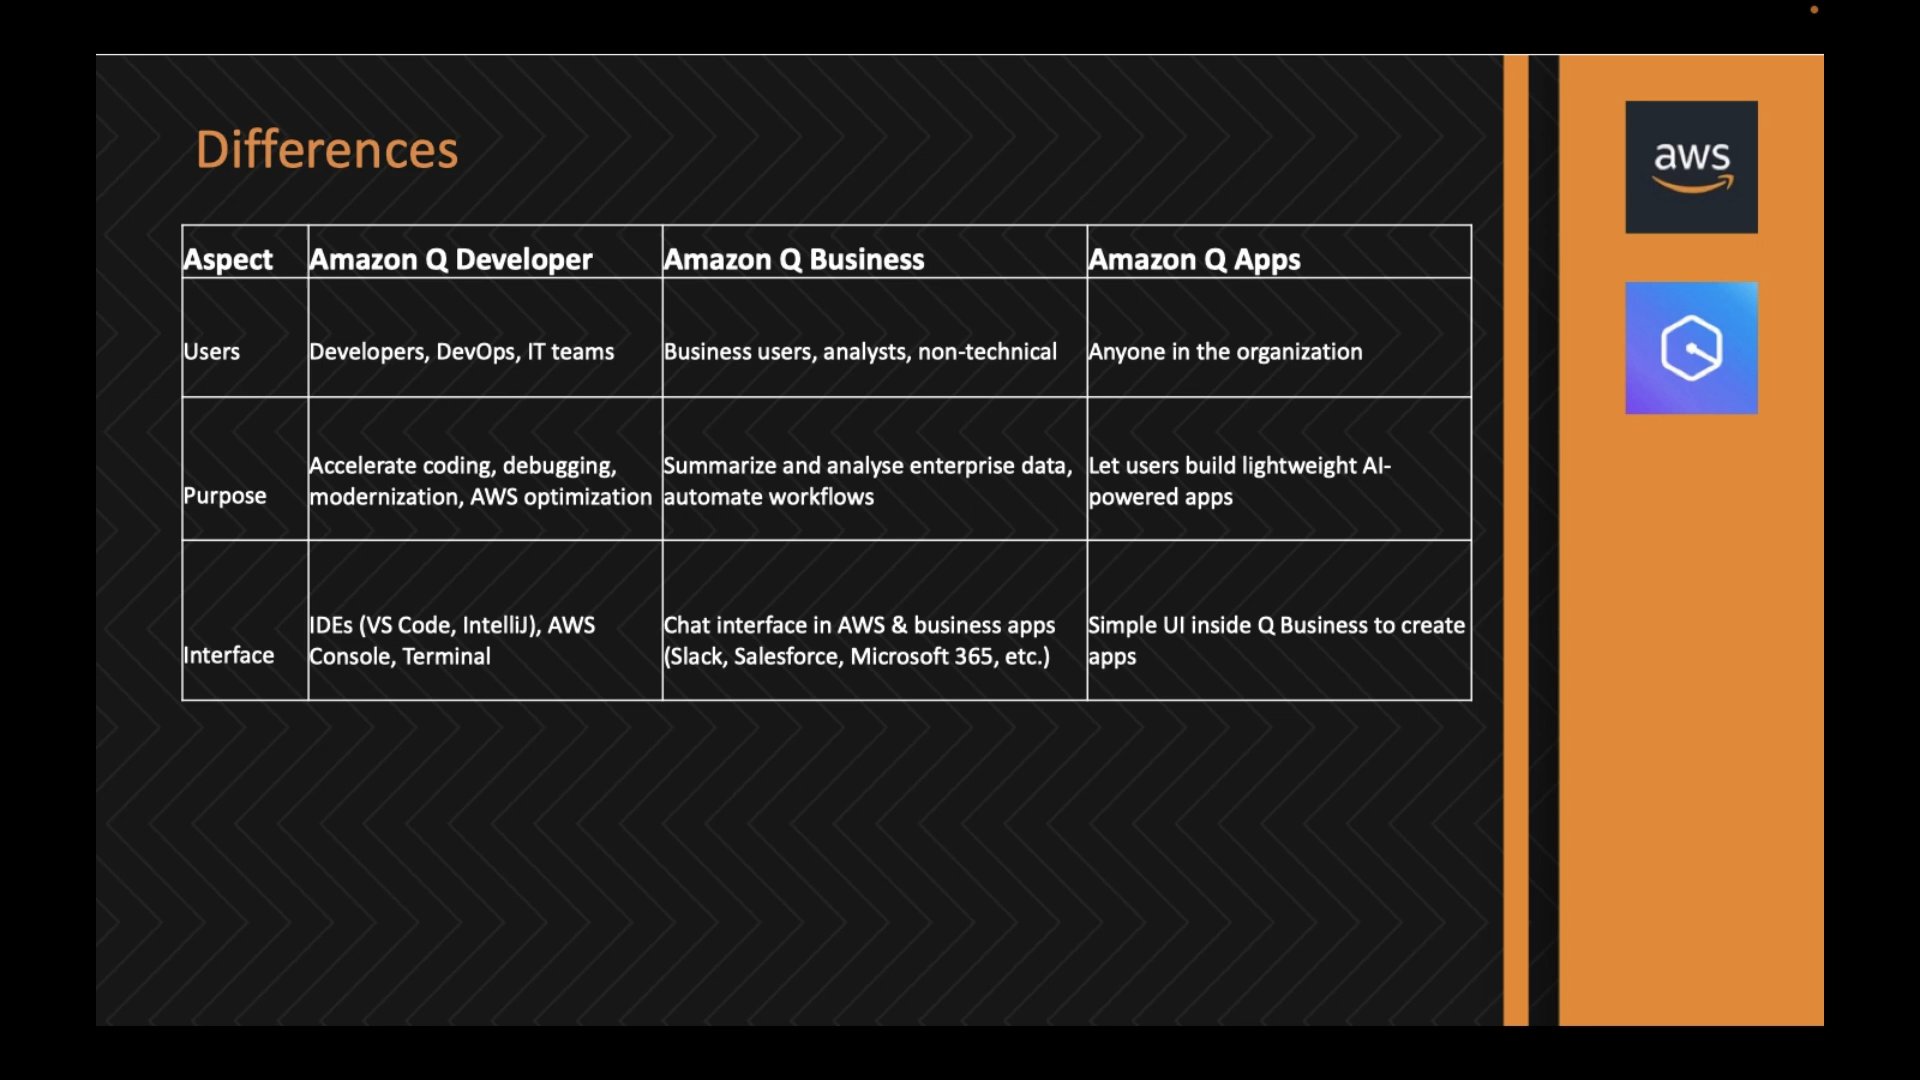 Differences
aws
Aspect
Amazon Q Developer
Amazon Q Business
Amazon Q Apps
Users
Developers, DevOps, IT teams
Business users, analysts, non-technical
Anyone in the organization
Purpose
Accelerate coding, debugging,
modernization, AWS optimization
Summarize and analyse enterprise data,
automate workflows
Let users build lightweight AI-
powered apps
Interface
IDEs (VS Code, IntelliJ), AWS
Console, Terminal
Chat interface in AWS & business apps
(Slack, Salesforce, Microsoft 365, etc.)
Simple UI inside Q Business to create
apps